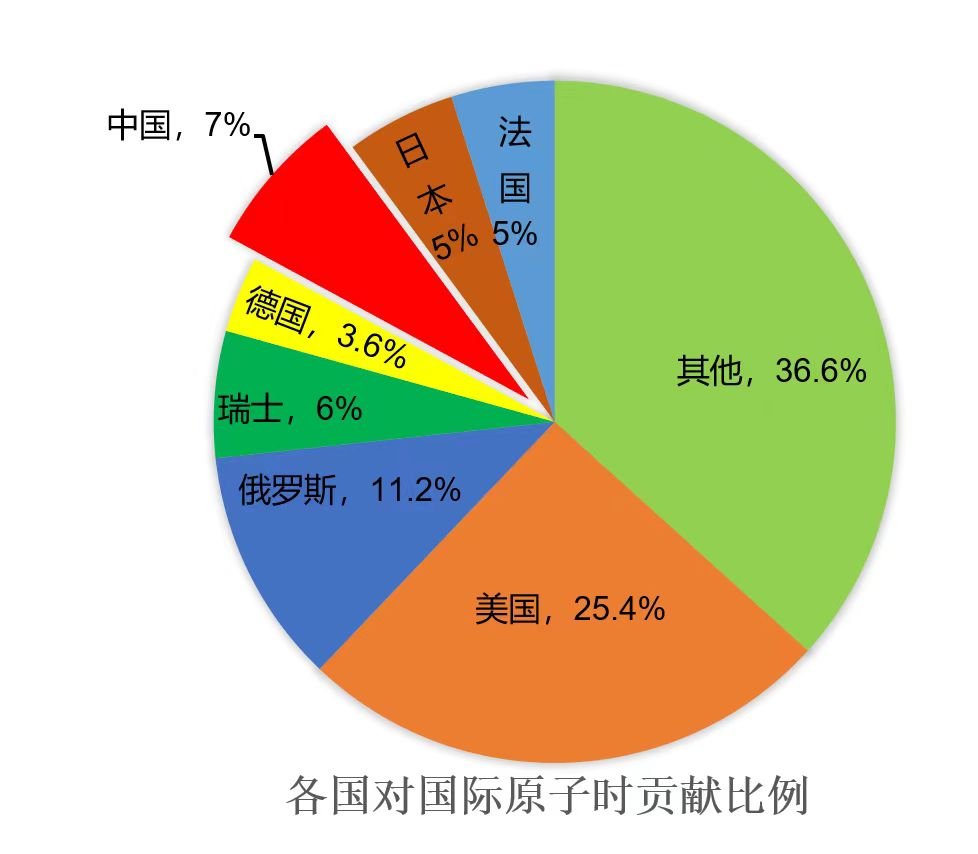 中国，7%
日本5%
法国5%
其他，36.6%
德国，3.6%
瑞士，6%
俄罗斯，11.2%
美国，25.4%
各国对国际原子时贡献比例